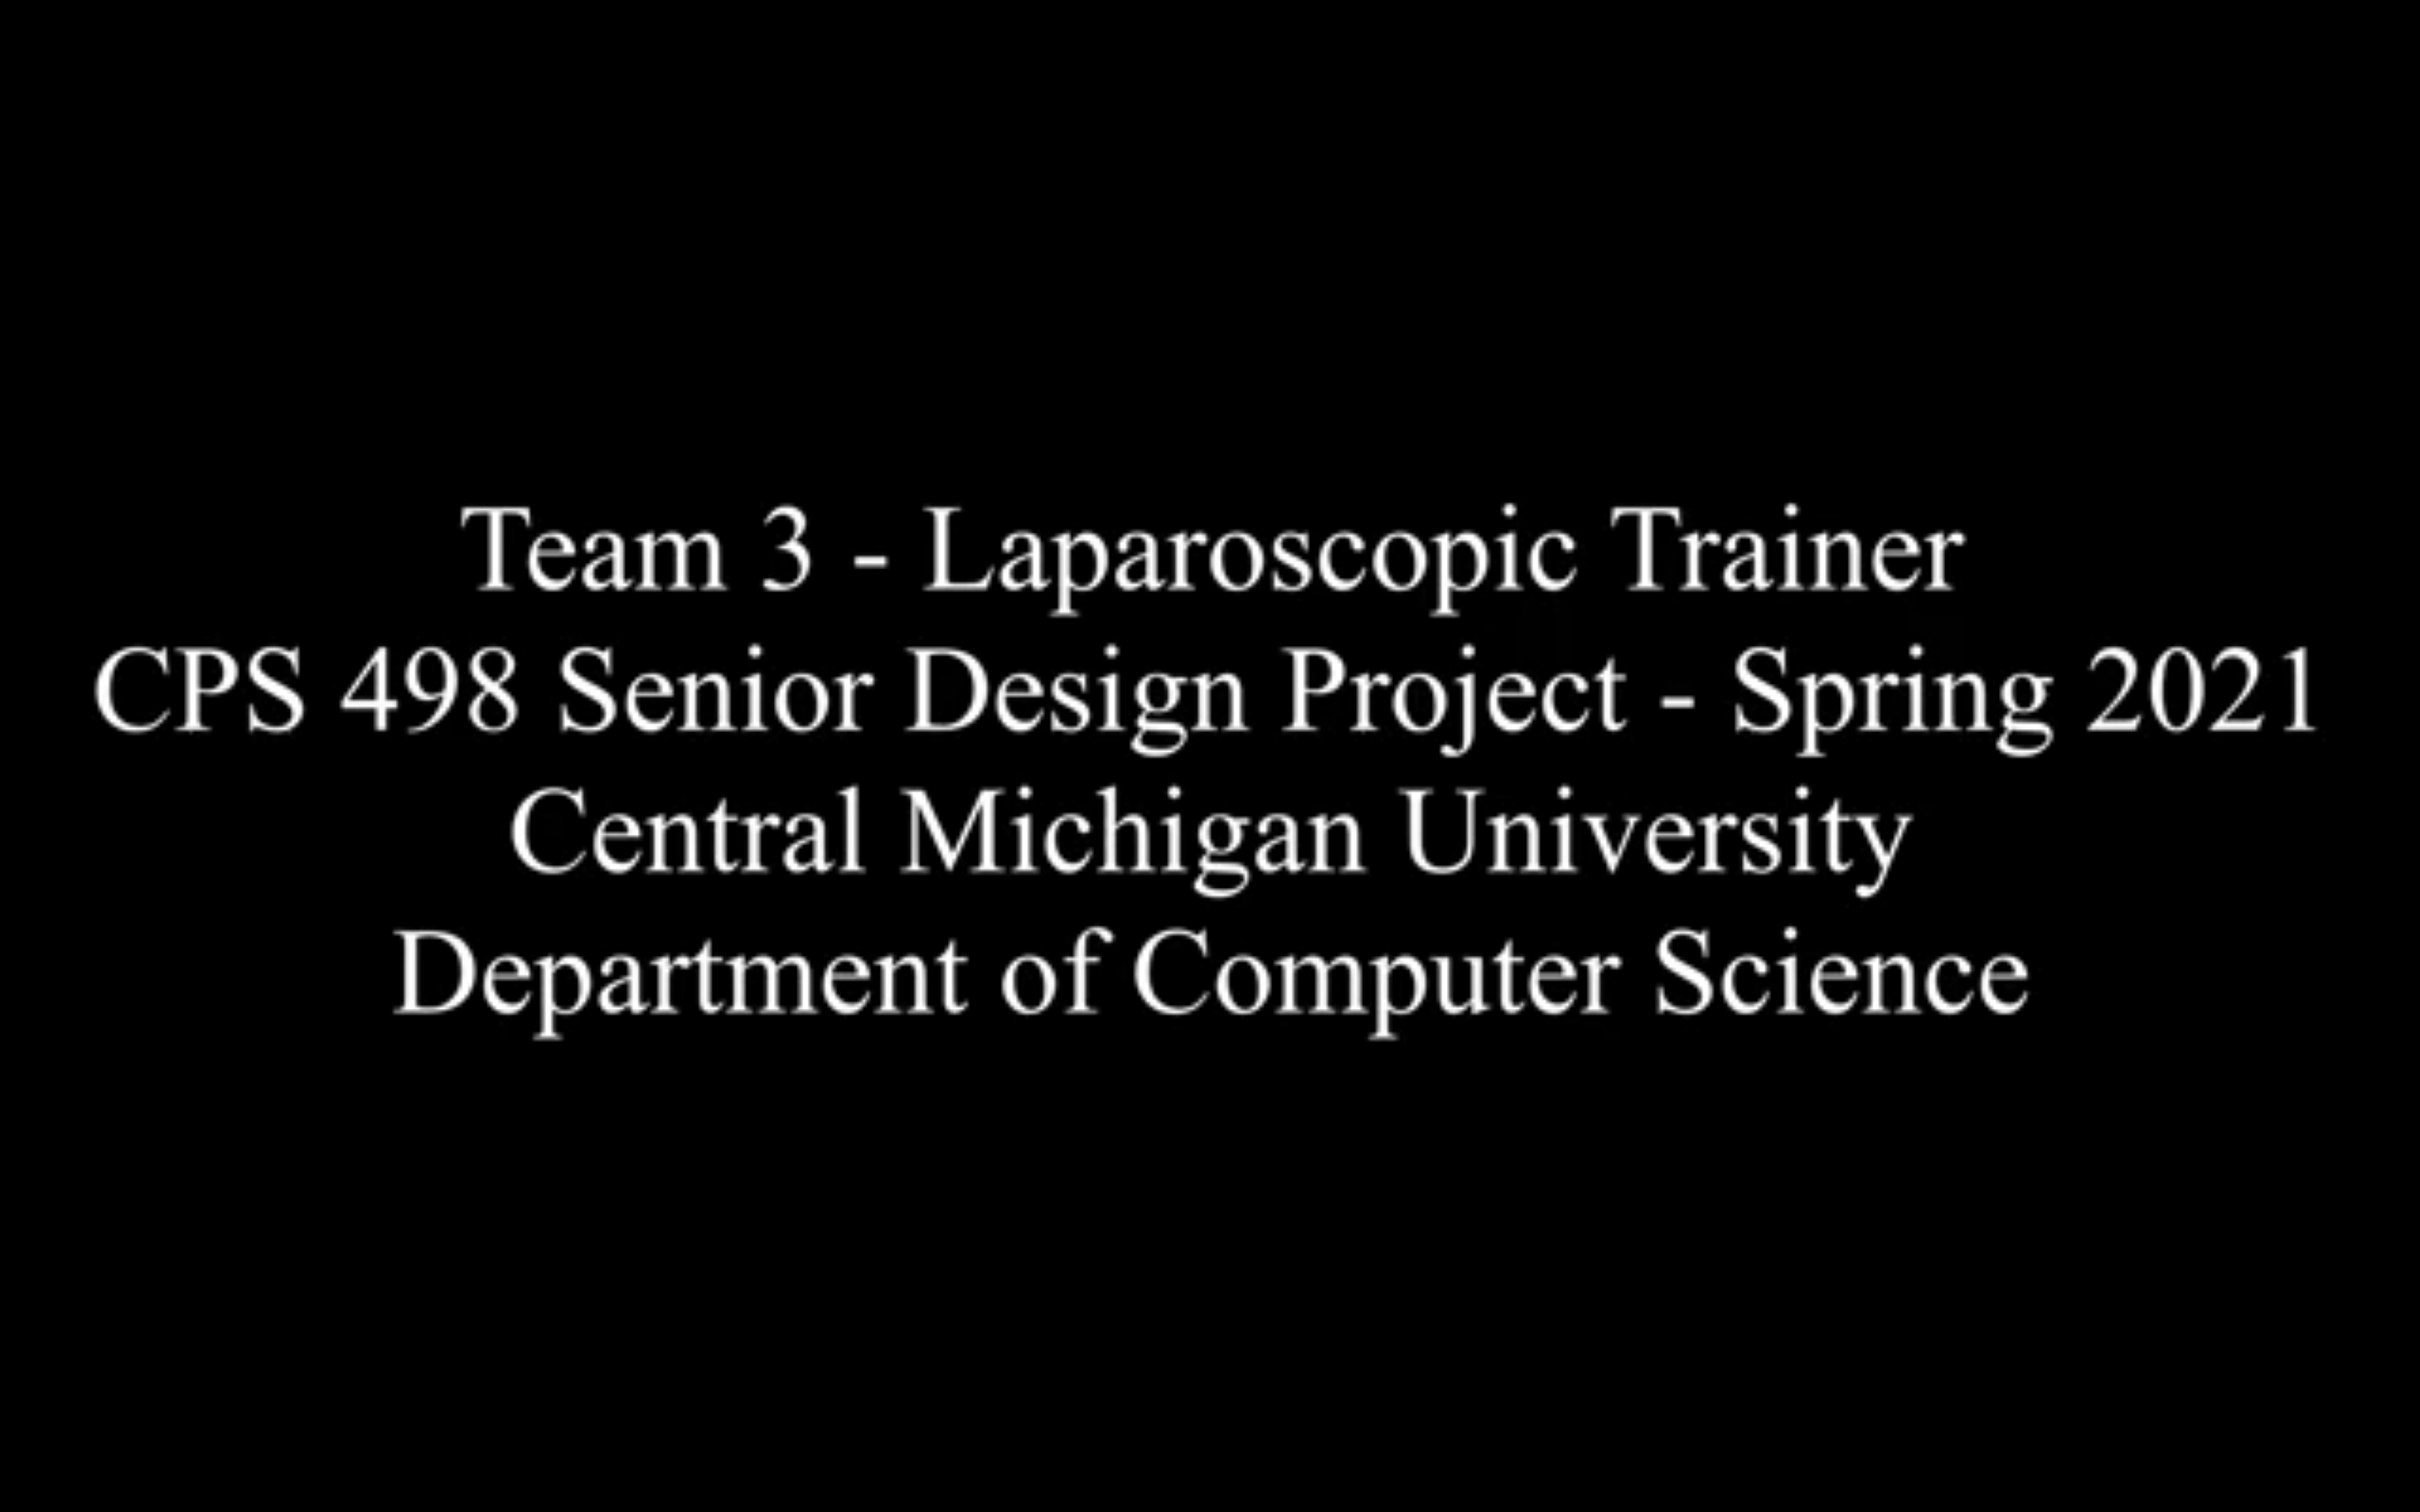 Team 3 - Laparoscopic Trainer
CPS 498 Senior Design Project - Spring 2021
Central Michigan University
Department of Computer Science